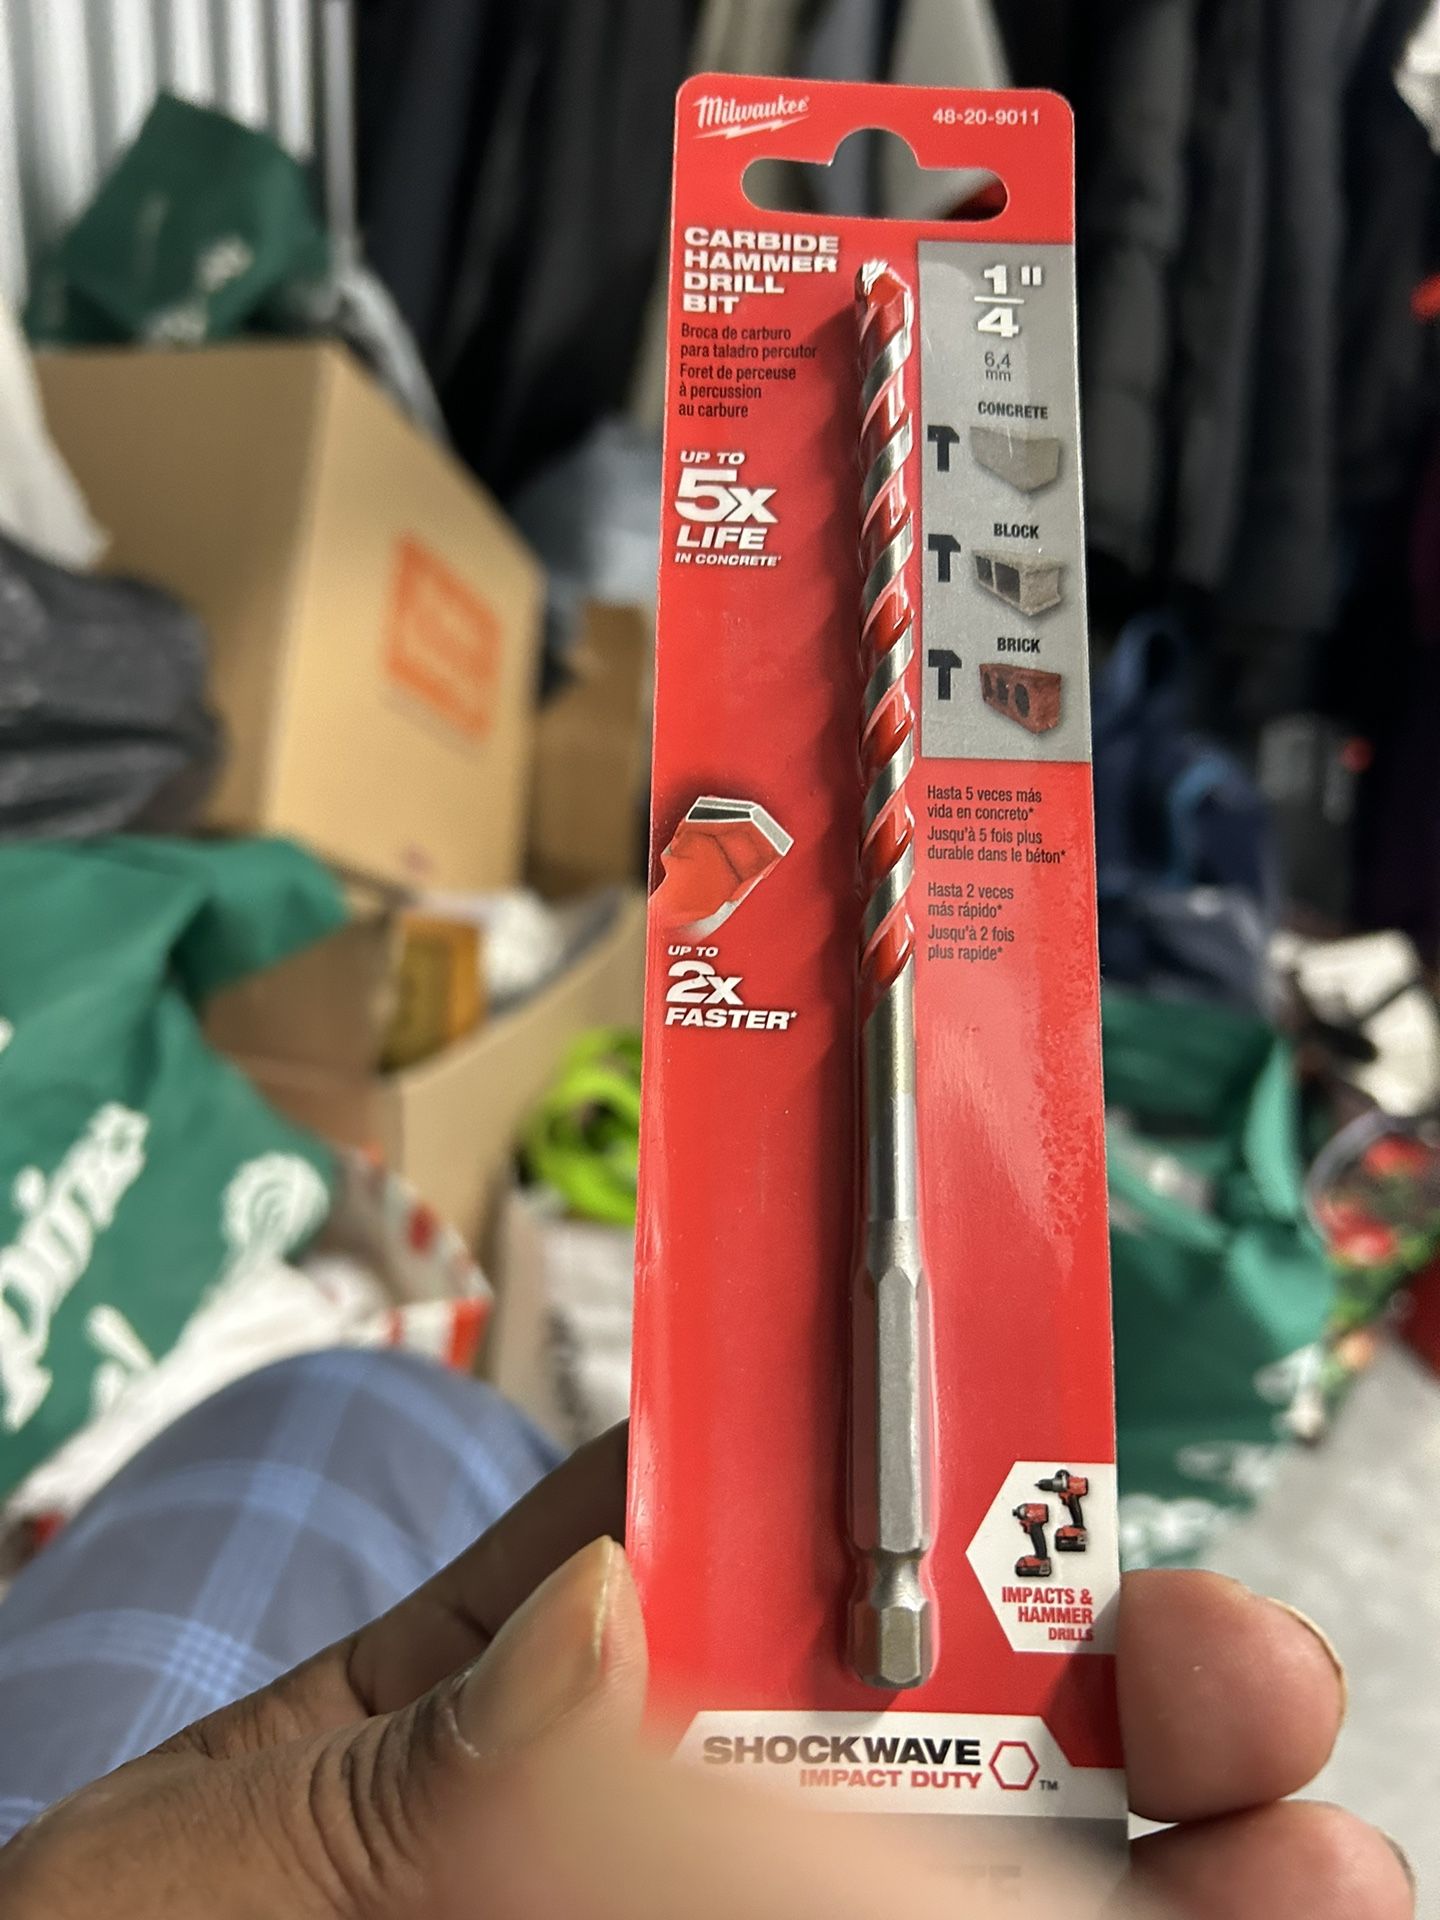 Milwaukee
48-20-9011
CARBIDE
HAMMER
DRILL
BIT
Broca de carburo
para taladro percutor
Foret de perceuse
à percussion
au carbure
UP TO
5X
LIFE
IN CONCRETE*
UP TO
2X
FASTER*
1/4"
6,4
mm
CONCRETE
BLOCK
BRICK
Hasta 5 veces más
vida en concreto*
Jusqu'à 5 fois plus
durable dans le béton*
Hasta 2 veces
más rápido*
Jusqu'à 2 fois
plus rapide*
IMPACTS &
HAMMER
DRILLS
SHOCKWAVE
IMPACT DUTY™